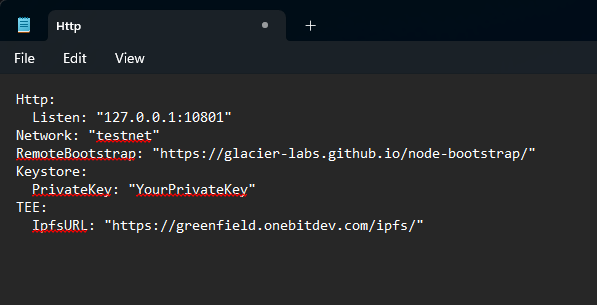 Http
File Edit View
Http:
  Listen: "127.0.0.1:10801"
Network: "testnet"
RemoteBootstrap: "https://glacier-labs.github.io/node-bootstrap/"
Keystore:
  PrivateKey: "YourPrivateKey"
TEE:
  IpfsURL: "https://greenfield.onebitdev.com/ipfs/"